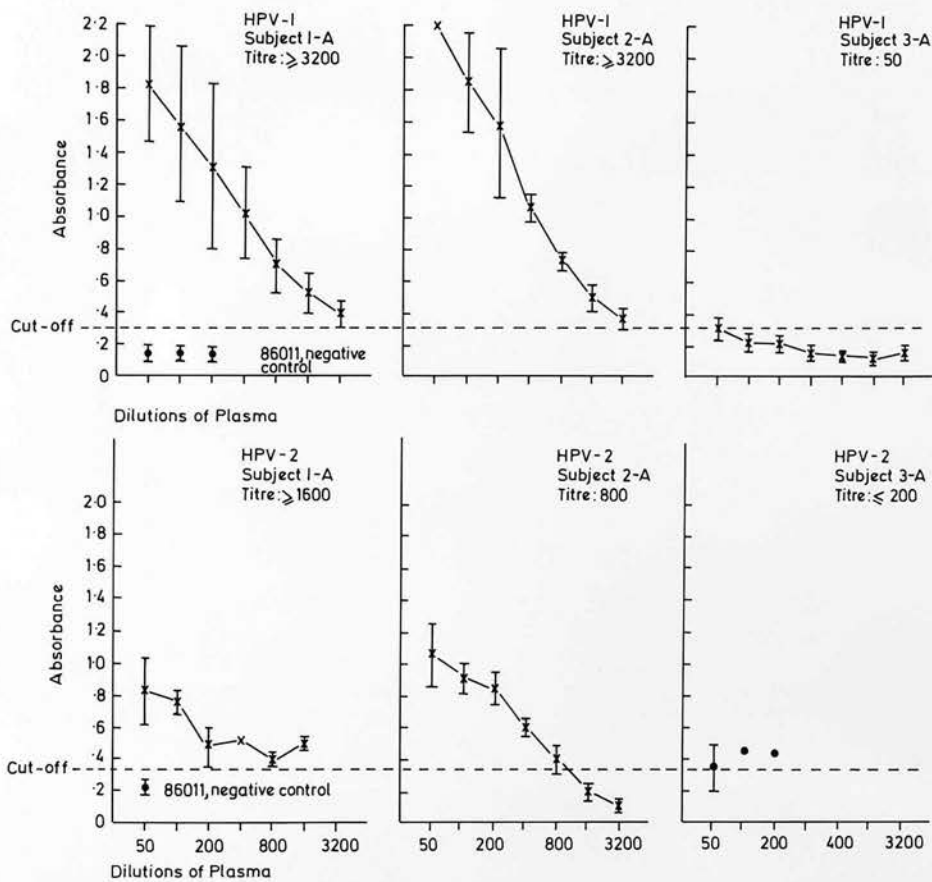 HPV-1
Subject 1-A
Titre: ⩾ 3200
HPV-1
Subject 2-A
Titre: ⩾ 3200
HPV-1
Subject 3-A
Titre: 50
Absorbance
2·2
2·0
1·8
1·6
1·4
1·2
1·0
·8
·6
·4
·2
0
Cut-off
86011, negative
control
Dilutions of Plasma
HPV-2
Subject 1-A
Titre: ⩾ 1600
HPV-2
Subject 2-A
Titre: 800
HPV-2
Subject 3-A
Titre: ⩽ 200
Absorbance
2·0
1·8
1·6
1·4
1·2
1·0
·8
·6
·4
·2
0
Cut-off
86011, negative control
50 200 800 3200
50 200 800 3200
50 100 200 400 800 3200
Dilutions of Plasma